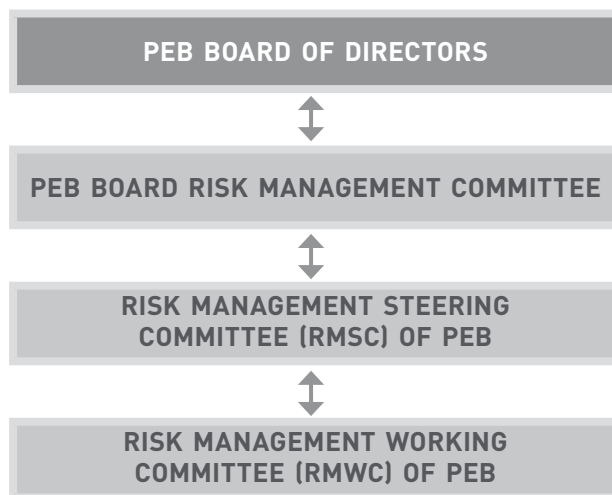 PEB BOARD OF DIRECTORS
PEB BOARD RISK MANAGEMENT COMMITTEE
RISK MANAGEMENT STEERING
COMMITTEE (RMSC) OF PEB
RISK MANAGEMENT WORKING
COMMITTEE (RMWC) OF PEB